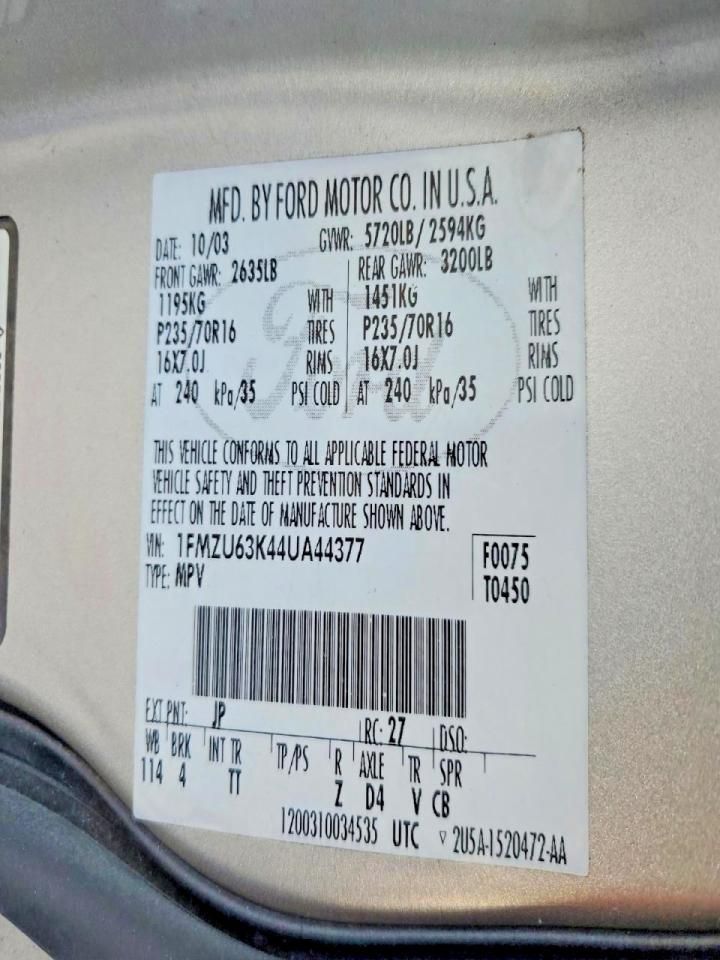 MFD. BY FORD MOTOR CO. IN U.S.A.
DATE: 10/03 GVWR: 5720LB/2594KG
FRONT GAWR: 2635LB REAR GAWR: 3200LB
1195KG WITH 1451KG WITH
P235/70R16 TIRES P235/70R16 TIRES
16X7.0J RIMS 16X7.0J RIMS
AT 240 kPa/35 PSI COLD AT 240 kPa/35 PSI COLD
Ford
THIS VEHICLE CONFORMS TO ALL APPLICABLE FEDERAL MOTOR
VEHICLE SAFETY AND THEFT PREVENTION STANDARDS IN
EFFECT ON THE DATE OF MANUFACTURE SHOWN ABOVE.
VIN: 1FMZU63K44UA44377 F0075
TYPE: MPV T0450
EXT PNT: JP RC: 27 DSO:
WB BRK INT TR TP/PS R AXLE TR SPR
114 4 TT Z D4 V CB
1200310034535 UTC ▽ 2U5A-1520472-AA